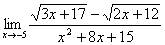 lim x→-5 (√(3x+17) − √(2x+12)) / (x² + 8x + 15)